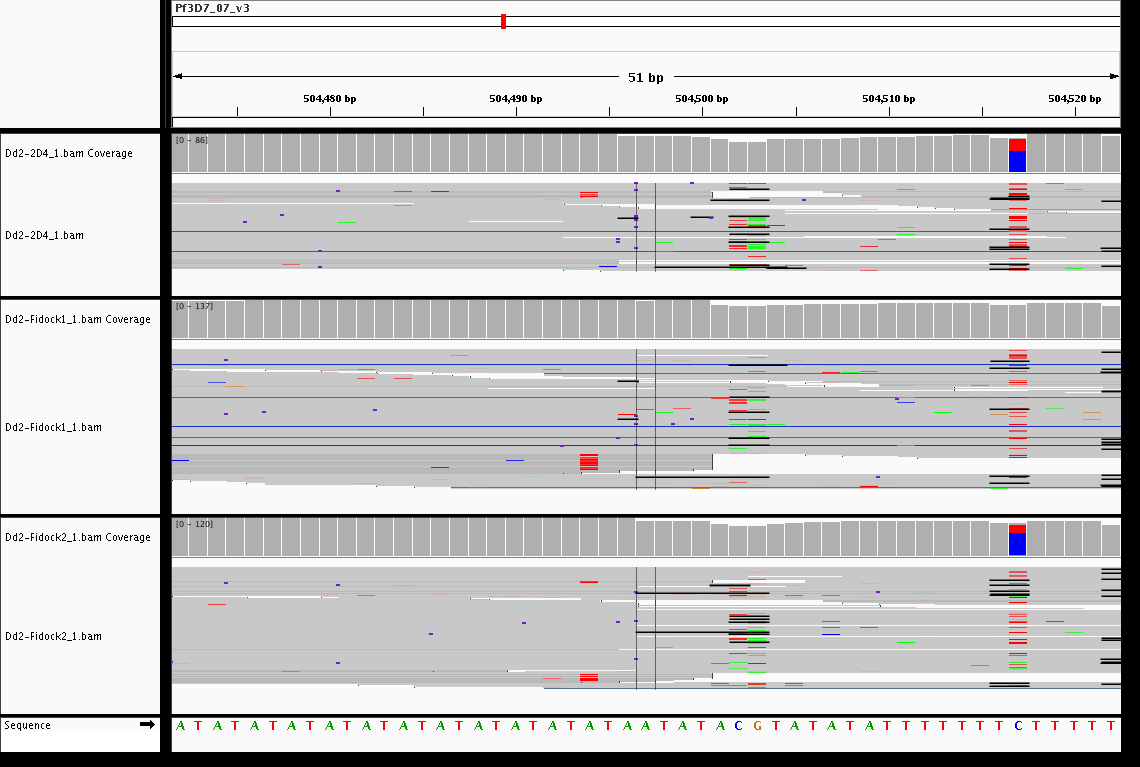 Pf3D7_07_v3
51 bp
504,480 bp 504,490 bp 504,500 bp 504,510 bp 504,520 bp
Dd2-2D4_1.bam Coverage [0 - 86]
Dd2-2D4_1.bam
Dd2-Fidock1_1.bam Coverage [0 - 137]
Dd2-Fidock1_1.bam
Dd2-Fidock2_1.bam Coverage [0 - 120]
Dd2-Fidock2_1.bam
Sequence A T A T A T A T A T A T A T A T A T A T A T A T A A T A T A C G T A T A T A T T T T T T T C T T T T T